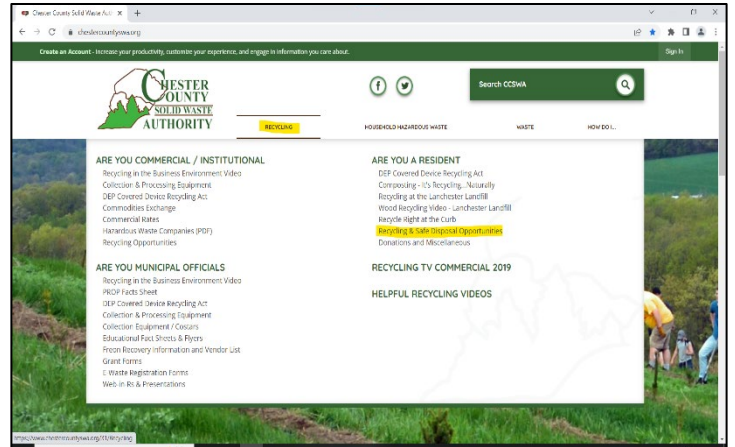 Chester County Solid Waste Auth
chestercountyswa.org
Create an Account - Increase your productivity, customize your experience, and engage in information you care about.
Sign In
CHESTER
COUNTY
SOLID WASTE
AUTHORITY
Search CCSWA
RECYCLING
HOUSEHOLD HAZARDOUS WASTE
WASTE
HOW DO I...
ARE YOU COMMERCIAL / INSTITUTIONAL
Recycling in the Business Environment Video
Collection & Processing Equipment
DEP Covered Device Recycling Act
Commodities Exchange
Commercial Rates
Hazardous Waste Companies (PDF)
Recycling Opportunities
ARE YOU MUNICIPAL OFFICIALS
Recycling in the Business Environment Video
PROP Facts Sheet
DEP Covered Device Recycling Act
Collection & Processing Equipment
Collection Equipment / Costars
Educational Fact Sheets & Flyers
Freon Recovery Information and Vendor List
Grant Forms
E-Waste Registration Forms
Web-in Rs & Presentations
ARE YOU A RESIDENT
DEP Covered Device Recycling Act
Composting - It's Recycling...Naturally
Recycling at the Lanchester Landfill
Wood Recycling Video - Lanchester Landfill
Recycle Right at the Curb
Recycling & Safe Disposal Opportunities
Donations and Miscellaneous
RECYCLING TV COMMERCIAL 2019
HELPFUL RECYCLING VIDEOS
https://www.chestercountyswa.org/31/Recycling